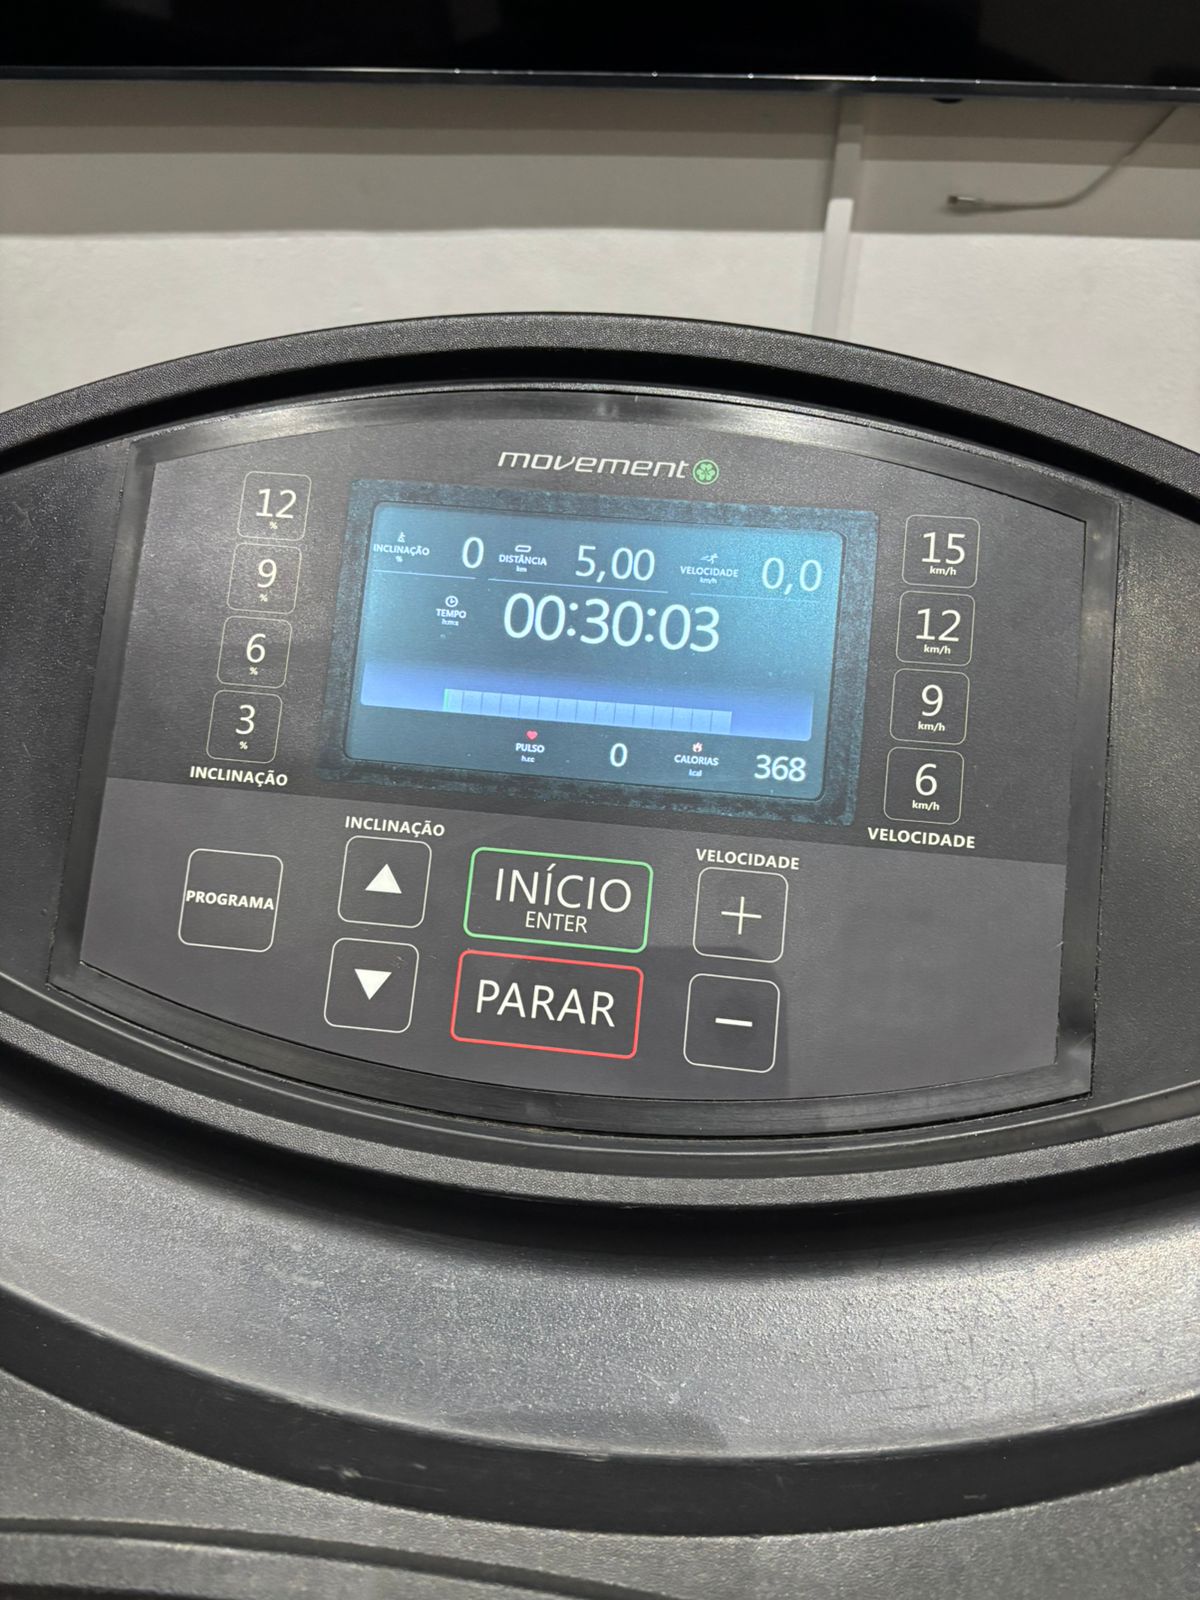 movement
12
%
9
%
6
%
3
%
INCLINAÇÃO
INCLINAÇÃO
%
0
DISTÂNCIA
km
5,00
VELOCIDADE
km/h
0,0
TEMPO
h:m:s
00:30:03
PULSO
0
CALORIAS
kcal
368
15
km/h
12
km/h
9
km/h
6
km/h
VELOCIDADE
PROGRAMA
INCLINAÇÃO
INÍCIO
ENTER
PARAR
VELOCIDADE
+
−